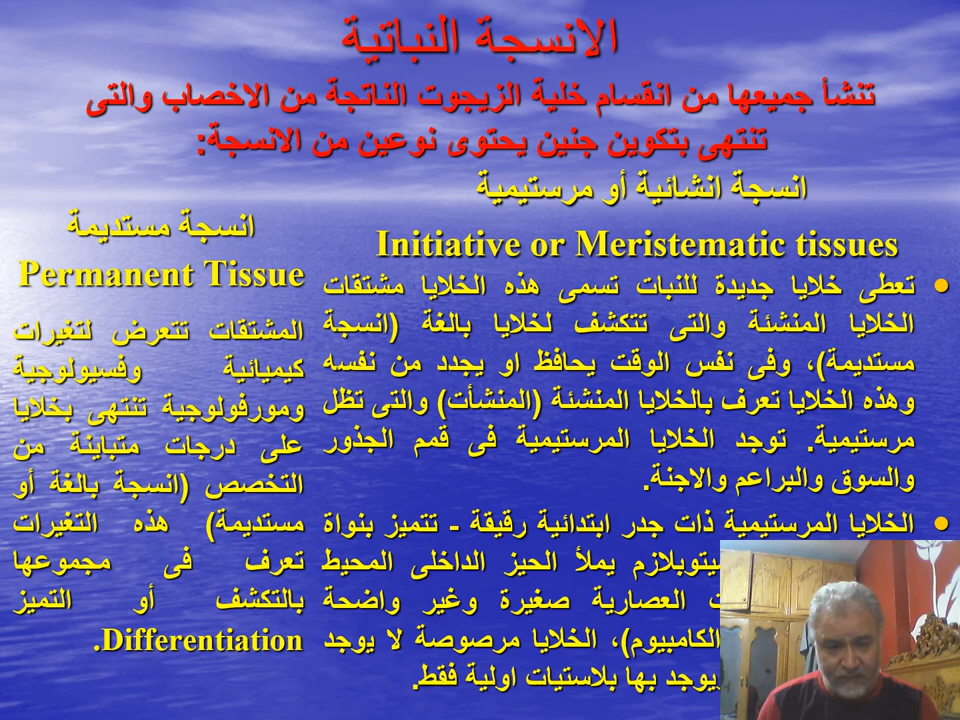 الانسجة النباتية
تنشأ جميعها من انقسام خلية الزيجوت الناتجة من الاخصاب والتى
تنتهى بتكوين جنين يحتوى نوعين من الانسجة:
انسجة انشائية أو مرستيمية
Initiative or Meristematic tissues
• تعطى خلايا جديدة للنبات تسمى هذه الخلايا مشتقات
الخلايا المنشئة والتى تتكشف لخلايا بالغة (انسجة
مستديمة)، وفى نفس الوقت يحافظ او يجدد من نفسه
وهذه الخلايا تعرف بالخلايا المنشئة (المنشأت) والتى تظل
مرستيمية. توجد الخلايا المرستيمية فى قمم الجذور
والسوق والبراعم والاجنة.
• الخلايا المرستيمية ذات جدر ابتدائية رقيقة - تتميز بنواة
يملأ الحيز الداخلى المحيط
العصارية صغيرة وغير واضحة
الكامبيوم)، الخلايا مرصوصة لا يوجد
يوجد بها بلاستيات اولية فقط.
انسجة مستديمة
Permanent Tissue
المشتقات تتعرض لتغيرات
كيميائية وفسيولوجية
ومورفولوجية تنتهى بخلايا
على درجات متباينة من
التخصص (انسجة بالغة أو
مستديمة) هذه التغيرات
تعرف فى مجموعها
بالتكشف أو التميز
Differentiation.